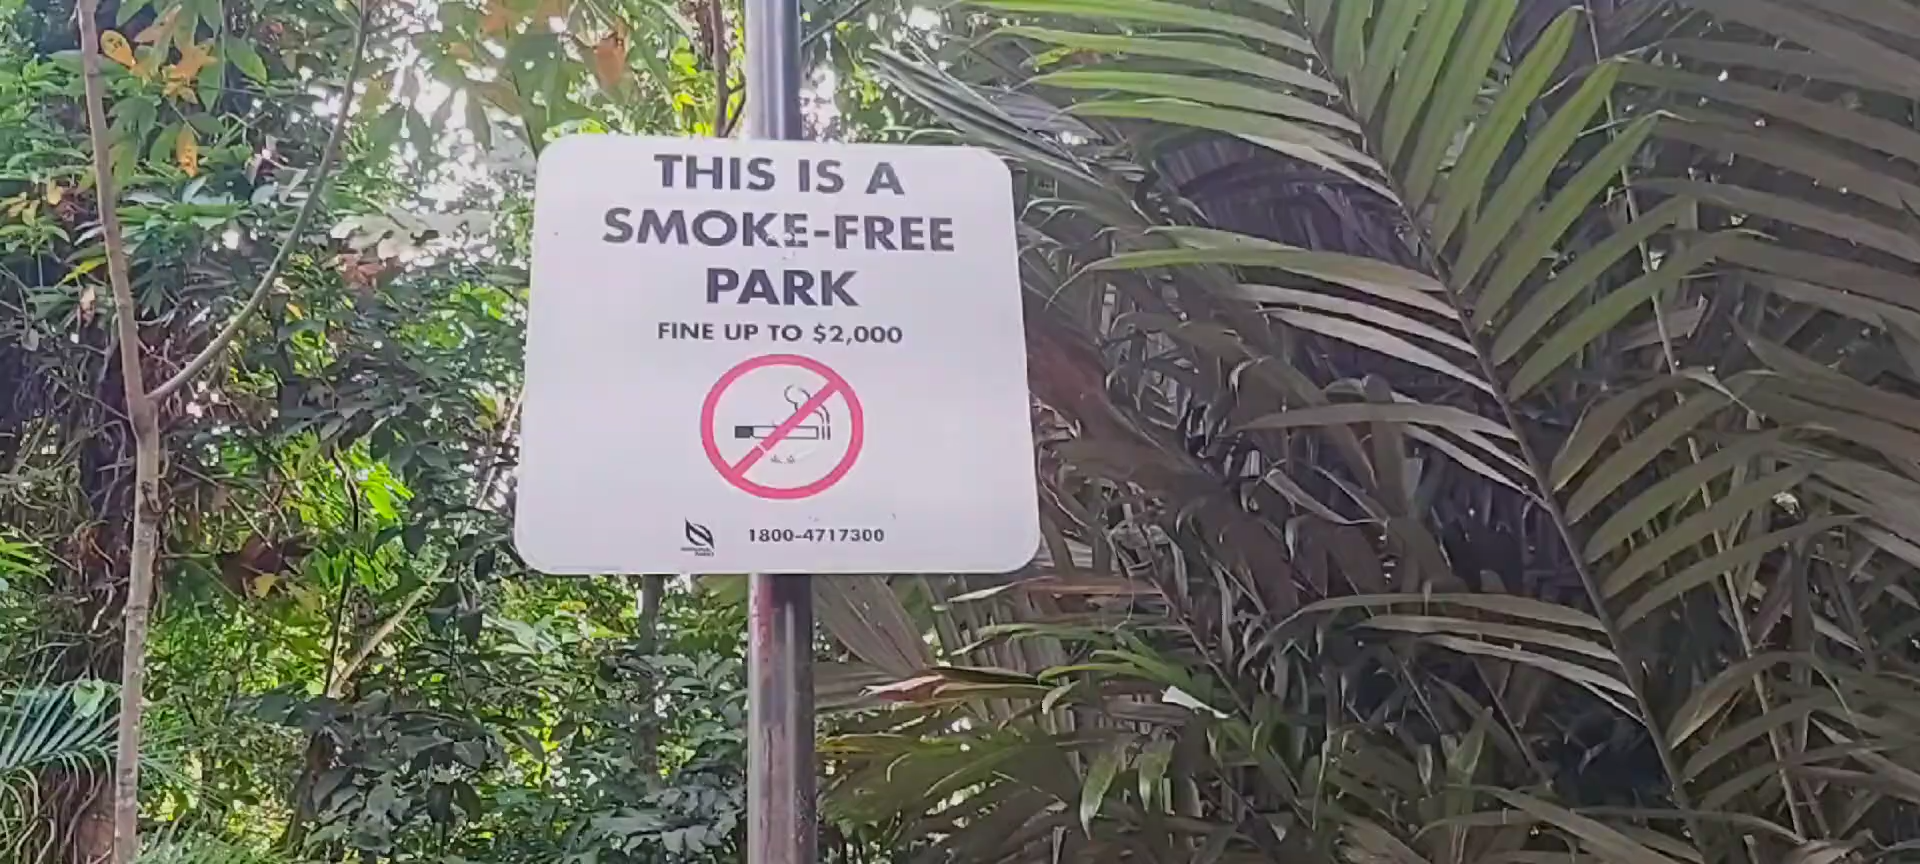 THIS IS A
SMOKE-FREE
PARK
FINE UP TO $2,000
1800-4717300